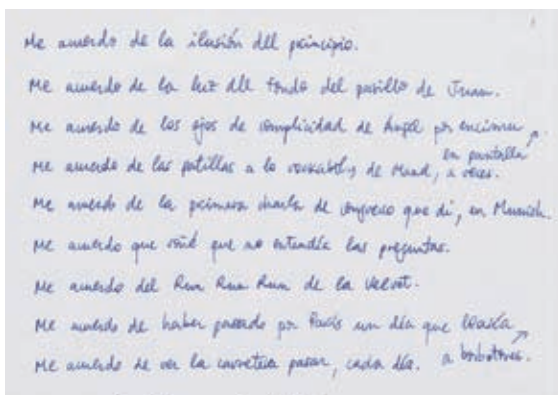 Me acuerdo de la ilusión del principio.
Me acuerdo de la luz del fondo del pasillo de Juan.
Me acuerdo de los ojos de complicidad de Angel por encima
en pantalla
Me acuerdo de las patillas a lo rockabilly de, a veces.
Me acuerdo de la primera charla de congreso que di, en Munich.
Me acuerdo que soñé que no entendía las preguntas.
Me acuerdo del Run Run Run de la Velvet.
Me acuerdo de haber pasado por París un día que llovía
Me acuerdo de ver la carretera pasar, cada día. a borbotones.